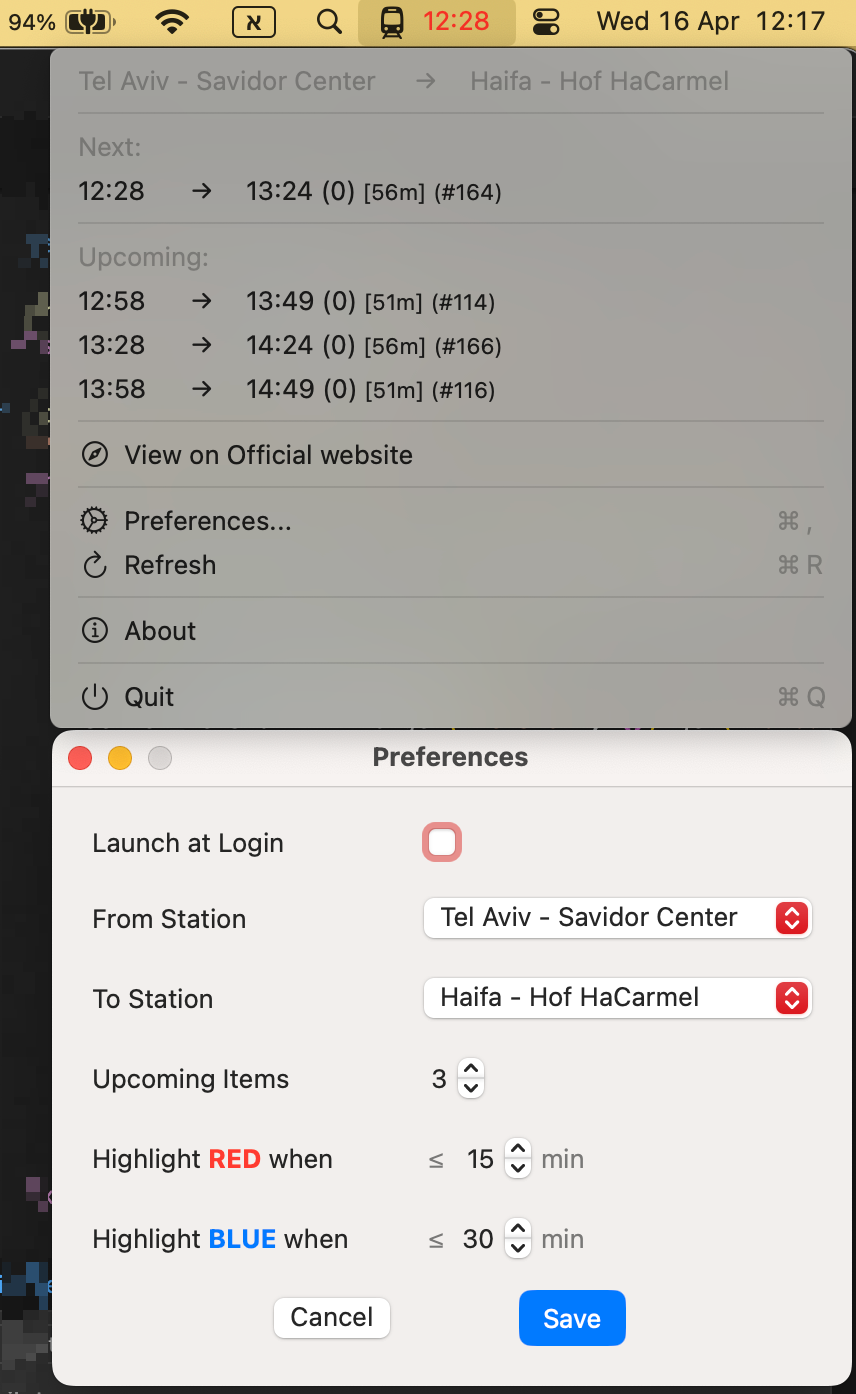 94% א 12:28 Wed 16 Apr 12:17
Tel Aviv - Savidor Center → Haifa - Hof HaCarmel
Next:
12:28 → 13:24 (0) [56m] (#164)
Upcoming:
12:58 → 13:49 (0) [51m] (#114)
13:28 → 14:24 (0) [56m] (#166)
13:58 → 14:49 (0) [51m] (#116)
View on Official website
Preferences... ⌘ ,
Refresh ⌘ R
About
Quit ⌘ Q
Preferences
Launch at Login
From Station Tel Aviv - Savidor Center
To Station Haifa - Hof HaCarmel
Upcoming Items 3
Highlight RED when ≤ 15 min
Highlight BLUE when ≤ 30 min
Cancel Save